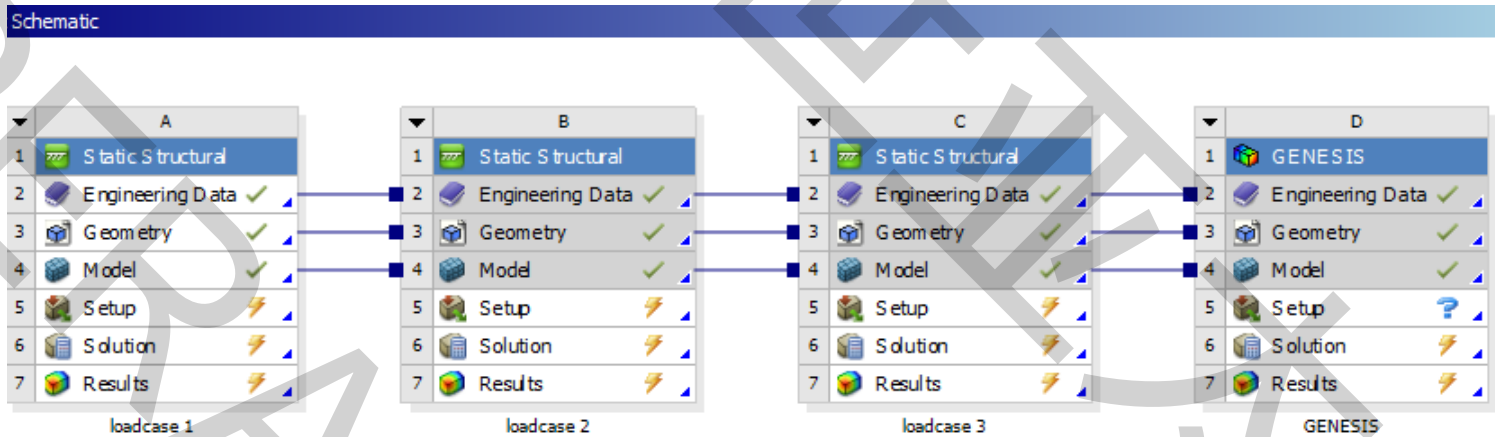 Schematic
A B C D
1 Static Structural 1 Static Structural 1 Static Structural 1 GENESIS
2 Engineering Data 2 Engineering Data 2 Engineering Data 2 Engineering Data
3 Geometry 3 Geometry 3 Geometry 3 Geometry
4 Model 4 Model 4 Model 4 Model
5 Setup 5 Setup 5 Setup 5 Setup ?
6 Solution 6 Solution 6 Solution 6 Solution
7 Results 7 Results 7 Results 7 Results
loadcase 1 loadcase 2 loadcase 3 GENESIS